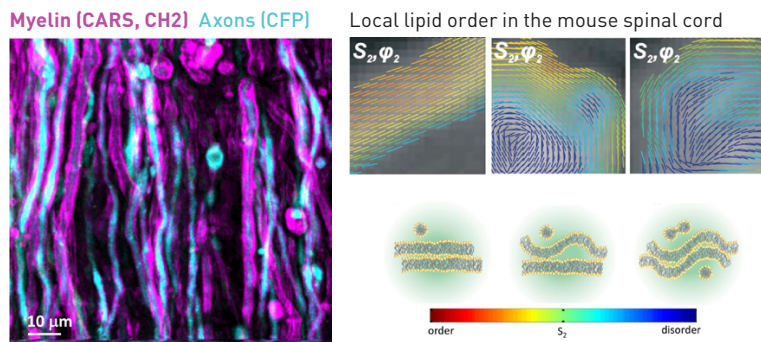 Myelin (CARS, CH2) Axons (CFP)
Local lipid order in the mouse spinal cord
S₂,φ₂
S₂,φ₂
S₂,φ₂
10 µm
order
S₂
disorder